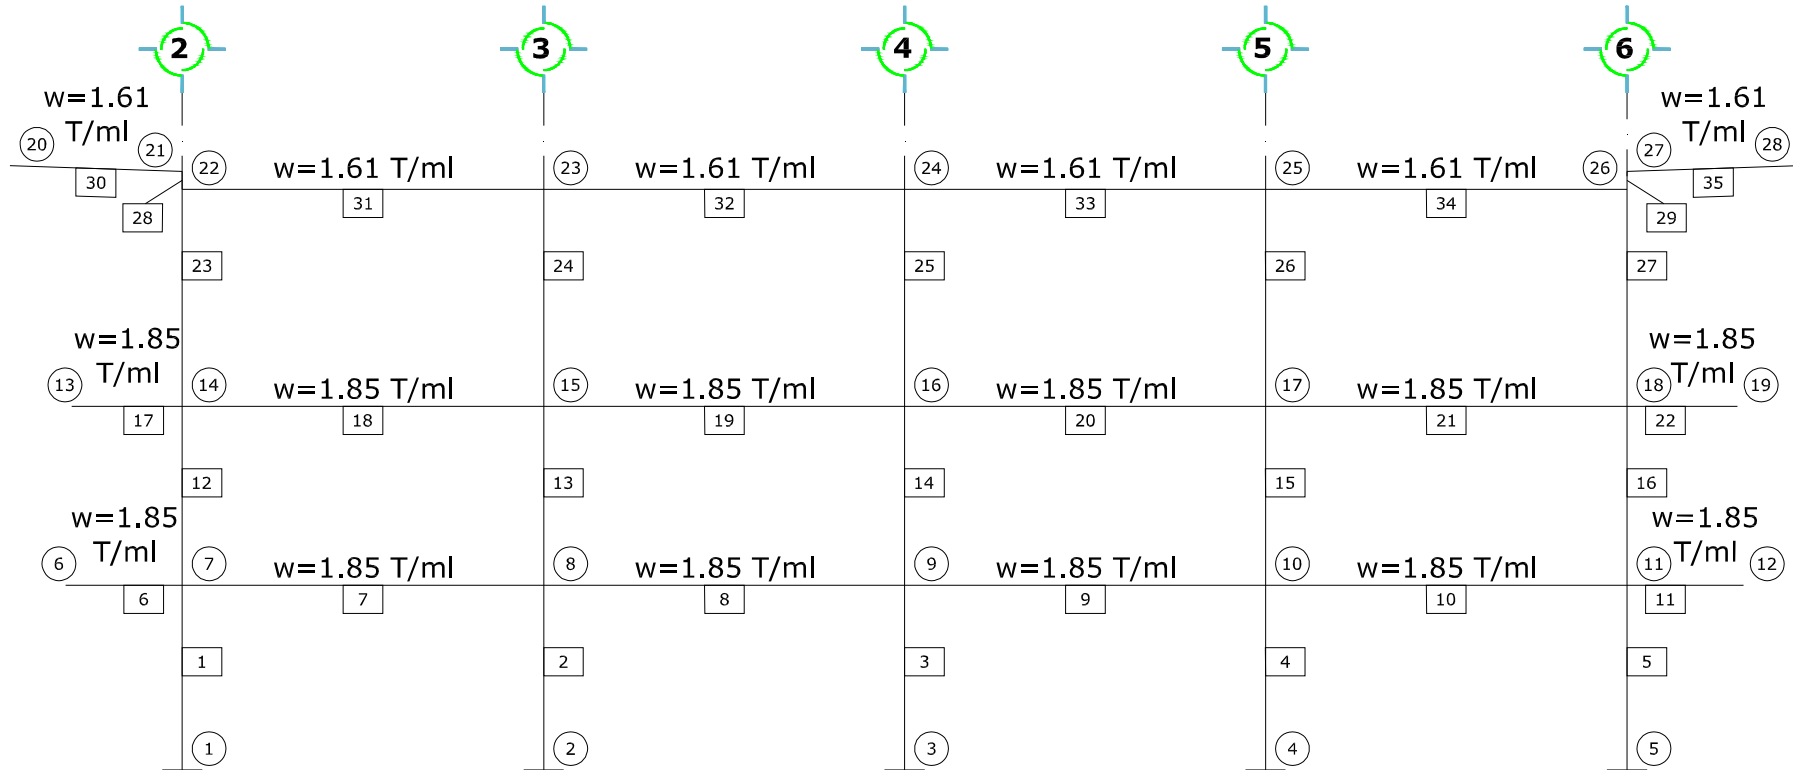 2 3 4 5 6
w=1.61
T/ml
w=1.61
T/ml
20 21 22 w=1.61 T/ml 23 w=1.61 T/ml 24 w=1.61 T/ml 25 w=1.61 T/ml 26 27 28
30 31 32 33 34 35
28 29
23 24 25 26 27
w=1.85
T/ml
w=1.85
T/ml
13 14 w=1.85 T/ml 15 w=1.85 T/ml 16 w=1.85 T/ml 17 w=1.85 T/ml 18 19
17 18 19 20 21 22
12 13 14 15 16
w=1.85
T/ml
w=1.85
T/ml
6 7 w=1.85 T/ml 8 w=1.85 T/ml 9 w=1.85 T/ml 10 w=1.85 T/ml 11 12
6 7 8 9 10 11
1 2 3 4 5
1 2 3 4 5